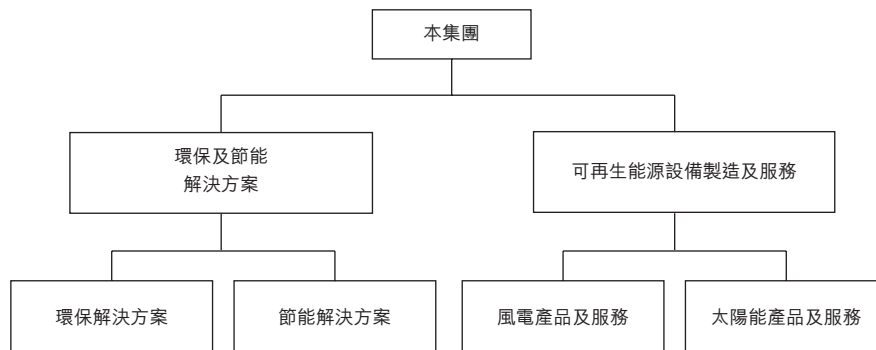 本集團
環保及節能
解決方案
可再生能源設備製造及服務
環保解決方案
節能解決方案
風電產品及服務
太陽能產品及服務